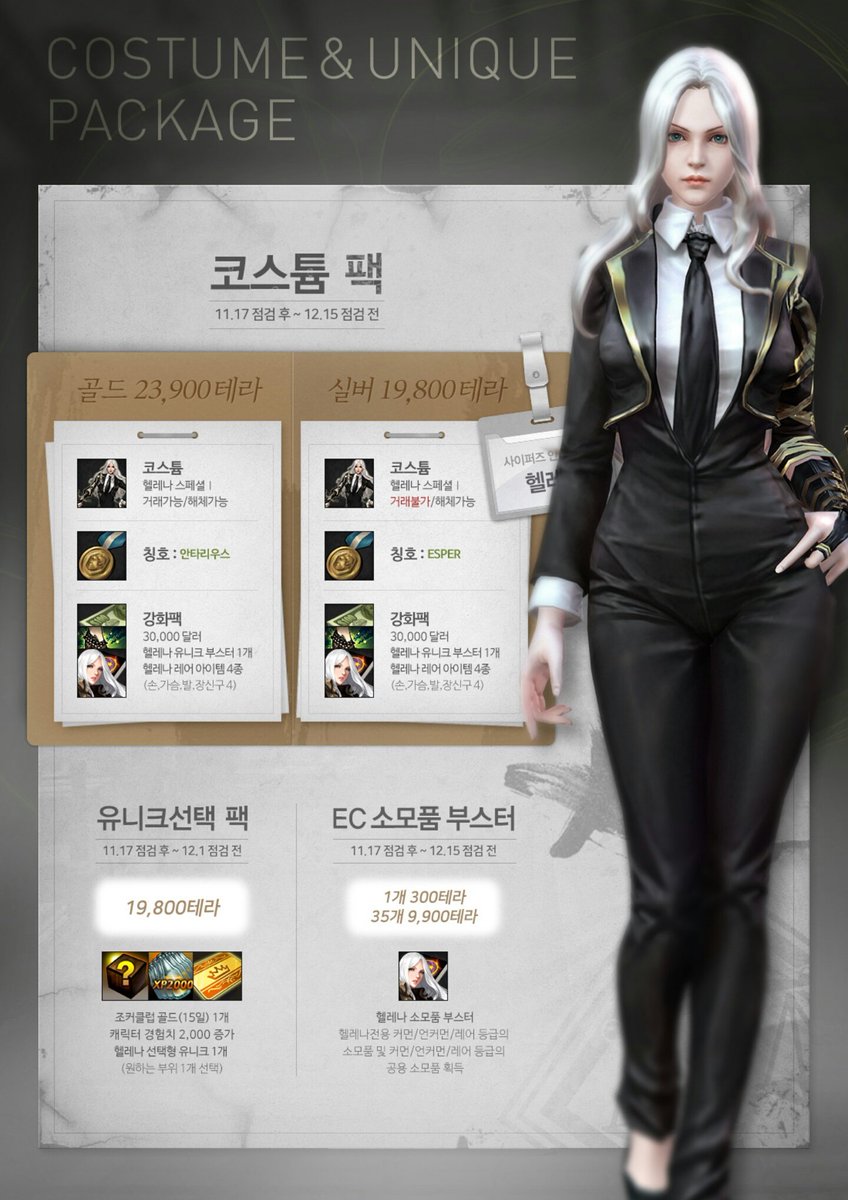 COSTUME & UNIQUE
PACKAGE
코스튬 팩
11.17 점검 후 ~ 12.15 점검 전
골드 23,900테라
코스튬
헬레나 스페셜 I
거래가능/해체가능
칭호 : 안타리우스
강화팩
30,000 달러
헬레나 유니크 부스터 1개
헬레나 레어 아이템 4종
(손,가슴,발,장신구 4)
실버 19,800테라
코스튬
헬레나 스페셜 I
거래불가/해체가능
칭호 : ESPER
강화팩
30,000 달러
헬레나 유니크 부스터 1개
헬레나 레어 아이템 4종
(손,가슴,발,장신구 4)
사이퍼즈
유니크선택 팩
11.17 점검 후 ~ 12.1 점검 전
19,800테라
?
XP2000
조커클럽 골드(15일) 1개
캐릭터 경험치 2,000 증가
헬레나 선택형 유니크 1개
(원하는 부위 1개 선택)
EC 소모품 부스터
11.17 점검 후 ~ 12.15 점검 전
1개 300테라
35개 9,900테라
헬레나 소모품 부스터
헬레나전용 커먼/언커먼/레어 등급의
소모품 및 커먼/언커먼/레어 등급의
공용 소모품 획득